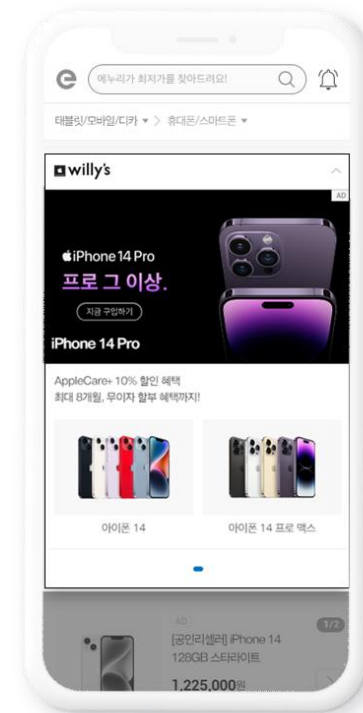 e
에누리가 최저가를 찾아드려요!
태블릿/모바일/디카 ▾ > 휴대폰/스마트폰 ▾
willy's
AD
iPhone 14 Pro
프로 그 이상.
지금 구입하기
iPhone 14 Pro
AppleCare+ 10% 할인 혜택
최대 8개월, 무이자 할부 혜택까지!
아이폰 14
아이폰 14 프로 맥스
AD
1/2
[공인리셀러] iPhone 14
128GB 스타라이트
1,225,000원